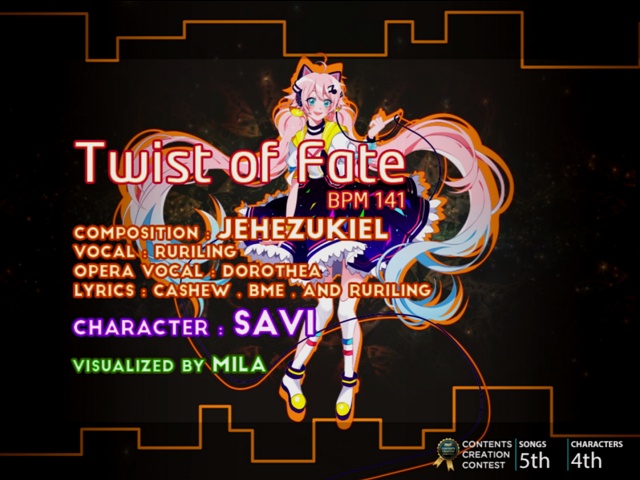 Twist of Fate
BPM 141
COMPOSITION : JEHEZUKIEL
VOCAL : RURILING
OPERA VOCAL : DOROTHEA
LYRICS : CASHEW , BME , AND RURILING
CHARACTER : SAVI
VISUALIZED BY MILA
CONTENTS CREATION CONTEST
SONGS 5th
CHARACTERS 4th